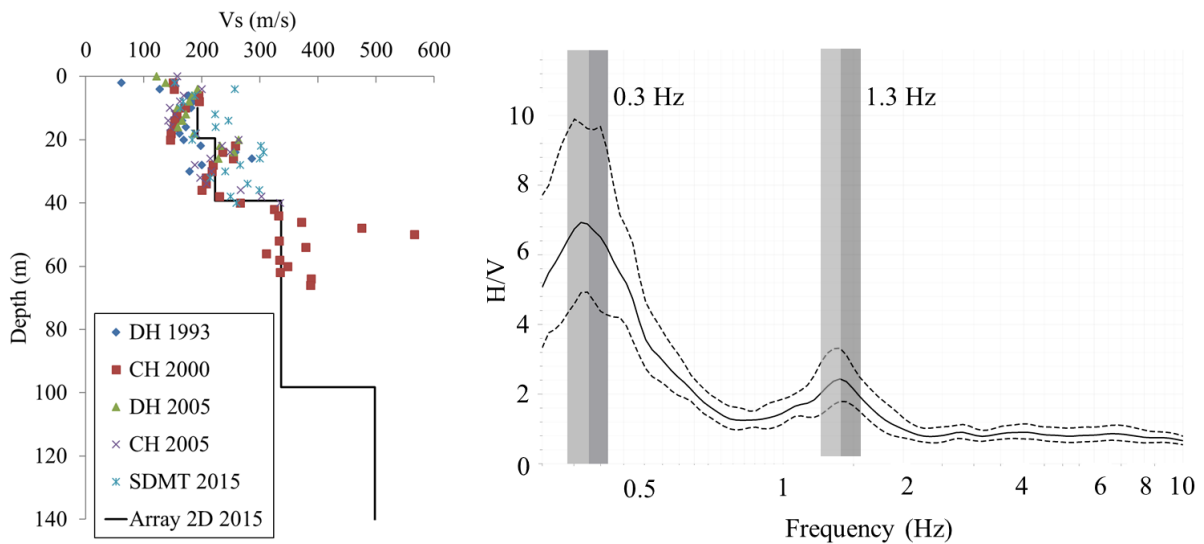 Vs (m/s)
0 100 200 300 400 500 600
0
20
40
60
80
100
120
140
Depth (m)
DH 1993
CH 2000
DH 2005
CH 2005
SDMT 2015
Array 2D 2015
0.3 Hz
1.3 Hz
10
8
6
4
2
0
H/V
0.5 1 2 4 6 8 10
Frequency (Hz)